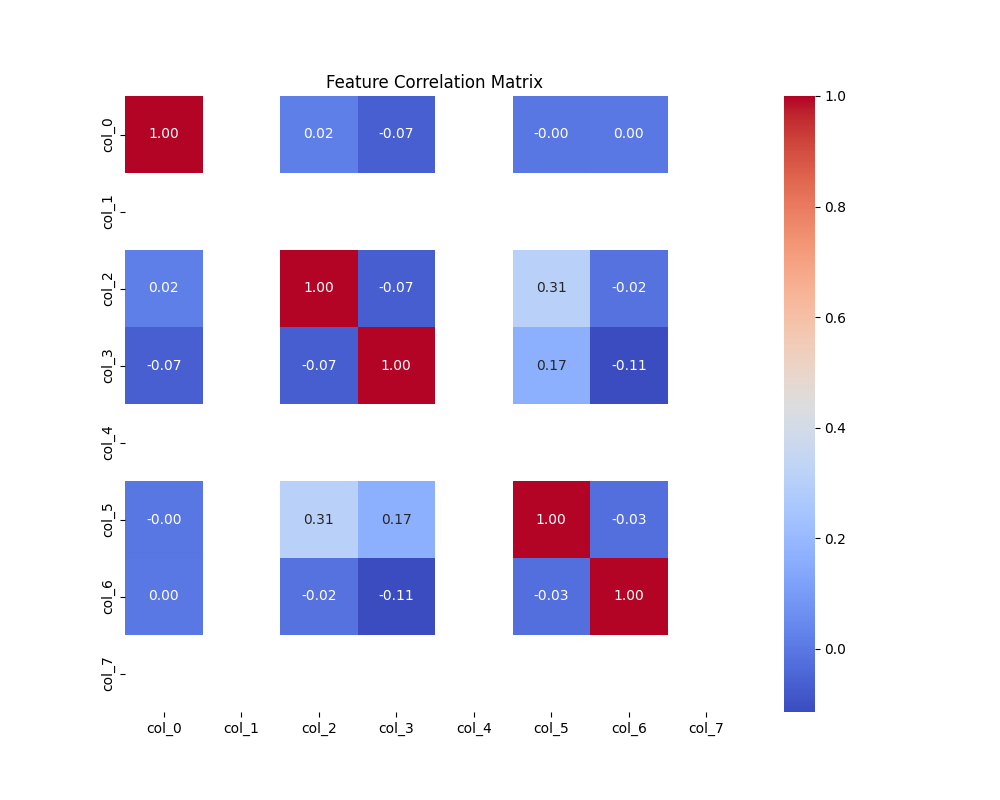 Feature Correlation Matrix
col_0 1.00 0.02 -0.07 -0.00 0.00
col_1
col_2 0.02 1.00 -0.07 0.31 -0.02
col_3 -0.07 -0.07 1.00 0.17 -0.11
col_4
col_5 -0.00 0.31 0.17 1.00 -0.03
col_6 0.00 -0.02 -0.11 -0.03 1.00
col_7
col_0 col_1 col_2 col_3 col_4 col_5 col_6 col_7
1.0
0.8
0.6
0.4
0.2
0.0